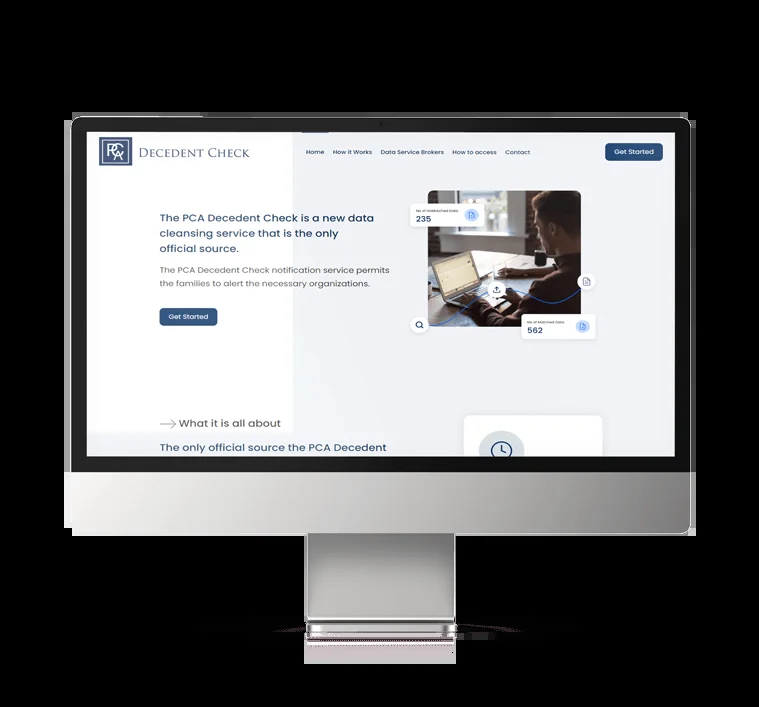 PCA DECEDENT CHECK
Home How it Works Data Service Brokers How to access Contact
Get Started
The PCA Decedent Check is a new data
cleansing service that is the only
official source.
The PCA Decedent Check notification service permits
the families to alert the necessary organizations.
Get Started
No of Unmatched Data
235
No of Matched Data
562
What it is all about
The only official source the PCA Decedent